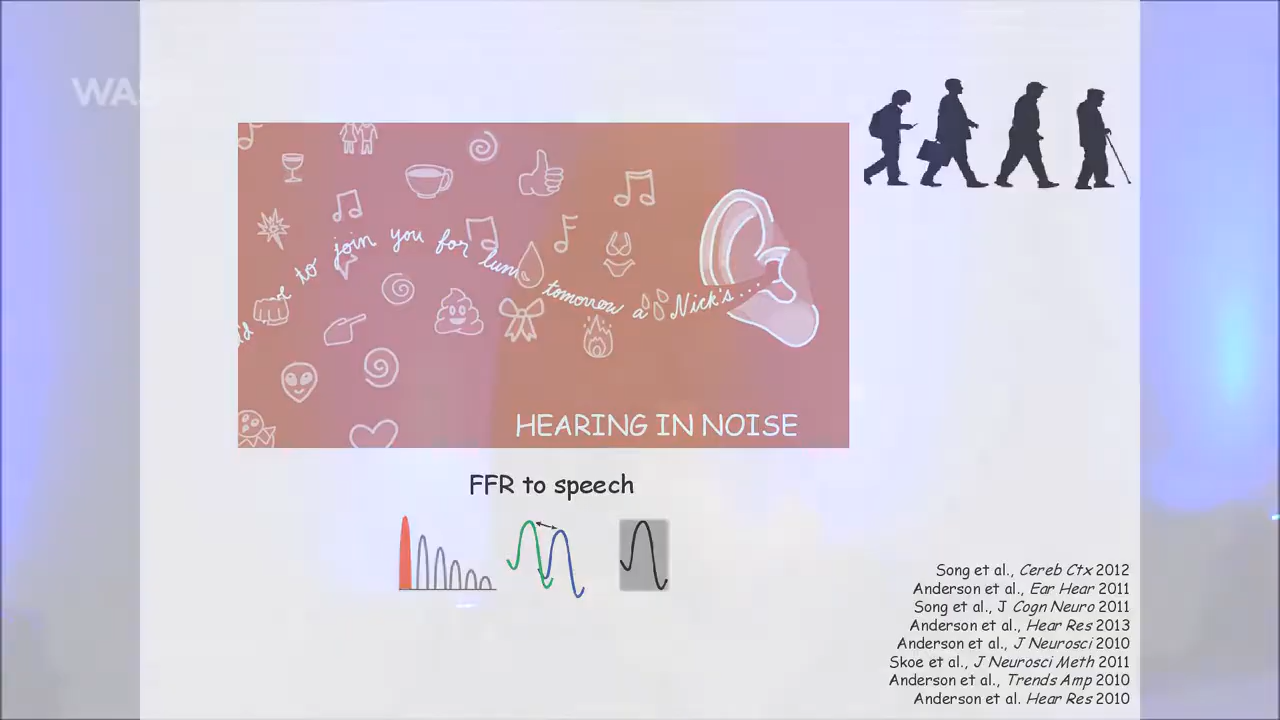 WAS
to join you for lun tomorrow a Nick's...
HEARING IN NOISE
FFR to speech
Song et al., Cereb Ctx 2012
Anderson et al., Ear Hear 2011
Song et al., J Cogn Neuro 2011
Anderson et al., Hear Res 2013
Anderson et al., J Neurosci 2010
Skoe et al., J Neurosci Meth 2011
Anderson et al., Trends Amp 2010
Anderson et al. Hear Res 2010